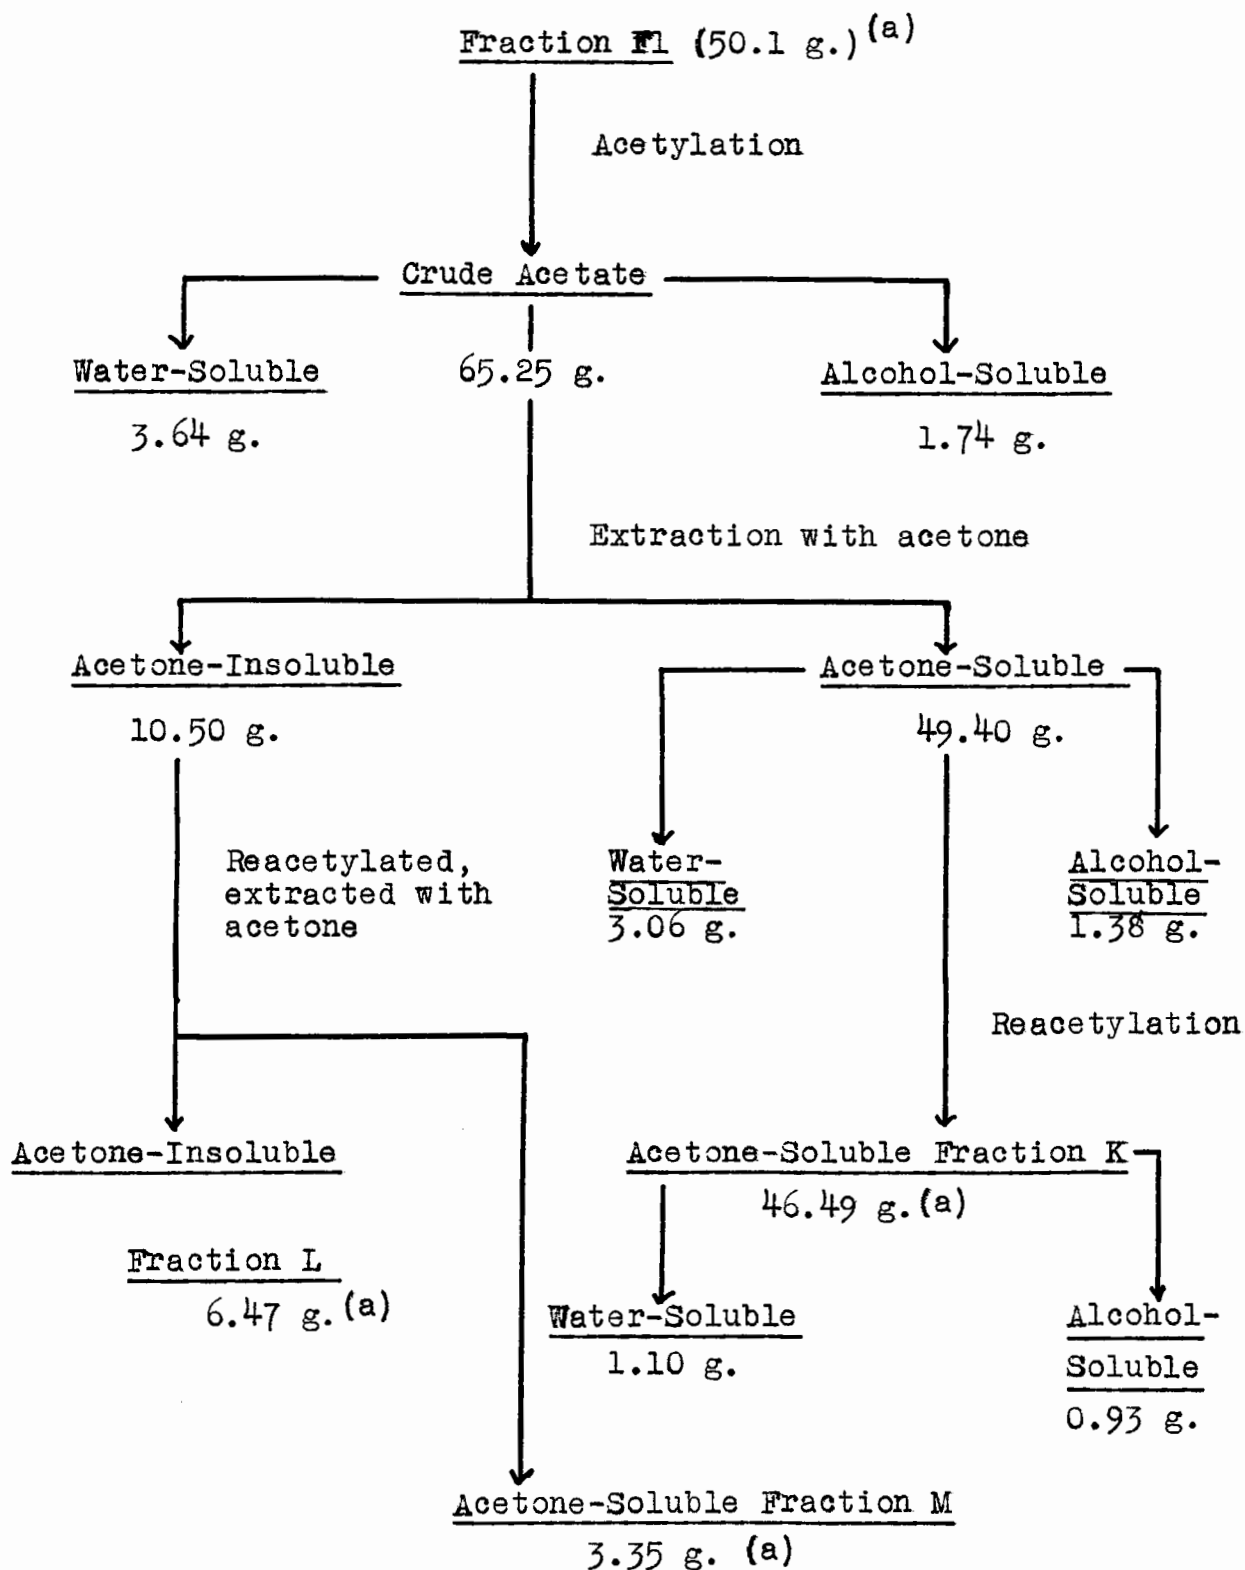 Fraction F1 (50.1 g.)(a)
Acetylation
Crude Acetate
Water-Soluble
65.25 g.
Alcohol-Soluble
3.64 g.
1.74 g.
Extraction with acetone
Acetone-Insoluble
Acetone-Soluble
10.50 g.
49.40 g.
Reacetylated,
extracted with
acetone
Water-
Soluble
3.06 g.
Alcohol-
Soluble
1.38 g.
Reacetylation
Acetone-Insoluble
Acetone-Soluble Fraction K
46.49 g.(a)
Fraction L
6.47 g.(a)
Water-Soluble
1.10 g.
Alcohol-
Soluble
0.93 g.
Acetone-Soluble Fraction M
3.35 g. (a)